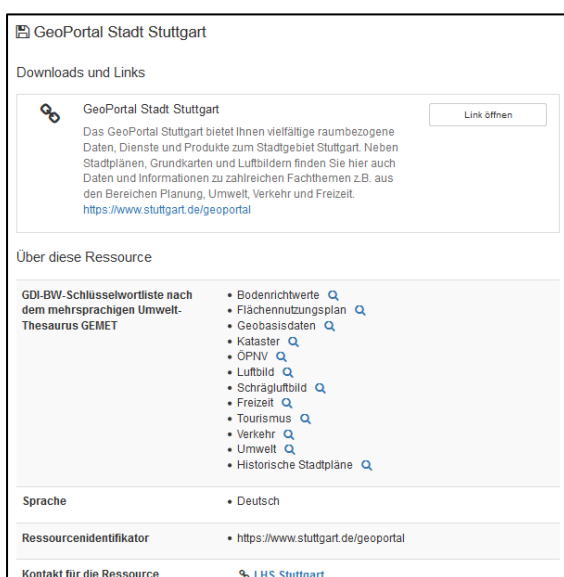 GeoPortal Stadt Stuttgart
Downloads und Links
GeoPortal Stadt Stuttgart
Link öffnen
Das GeoPortal Stuttgart bietet Ihnen vielfältige raumbezogene
Daten, Dienste und Produkte zum Stadtgebiet Stuttgart. Neben
Stadtplänen, Grundkarten und Luftbildern finden Sie hier auch
Daten und Informationen zu zahlreichen Fachthemen z.B. aus
den Bereichen Planung, Umwelt, Verkehr und Freizeit.
https://www.stuttgart.de/geoportal
Über diese Ressource
GDI-BW-Schlüsselwortliste nach
dem mehrsprachigen Umwelt-
Thesaurus GEMET
• Bodenrichtwerte
• Flächennutzungsplan
• Geobasisdaten
• Kataster
• ÖPNV
• Luftbild
• Schrägluftbild
• Freizeit
• Tourismus
• Verkehr
• Umwelt
• Historische Stadtpläne
Sprache
• Deutsch
Ressourcenidentifikator
• https://www.stuttgart.de/geoportal
Kontakt für die Ressource
LHS Stuttgart